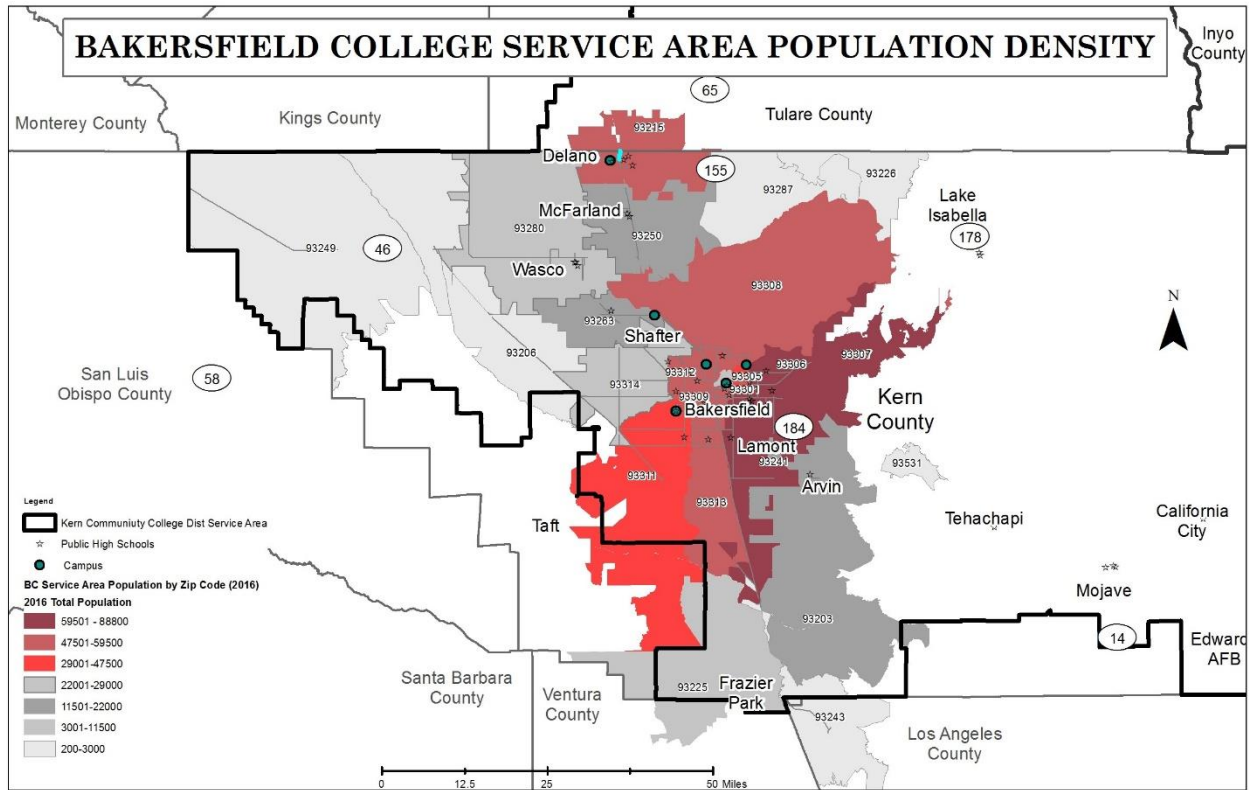 BAKERSFIELD COLLEGE SERVICE AREA POPULATION DENSITY
Inyo
County
65
Monterey County
Kings County
Tulare County
93215
Delano
155
93287
93226
Lake
Isabella
178
McFarland
93280
93250
93249
46
Wasco
93308
N
93263
Shafter
93206
93307
93306
93312
93305
93314
93301
93309
San Luis
Obispo County
58
Bakersfield
Kern
County
184
Lamont
93241
93531
93311
Arvin
93313
Tehachapi
California
City
Taft
Mojave
93203
14
Edward
AFB
Santa Barbara
County
Ventura
County
93225
Frazier
Park
93243
Los Angeles
County
Legend
Kern Communiuty College Dist Service Area
Public High Schools
Campus
BC Service Area Population by Zip Code (2016)
2016 Total Population
59501 - 88800
47501-59500
29001-47500
22001-29000
11501-22000
3001-11500
200-3000
0 12.5 25 50 Miles